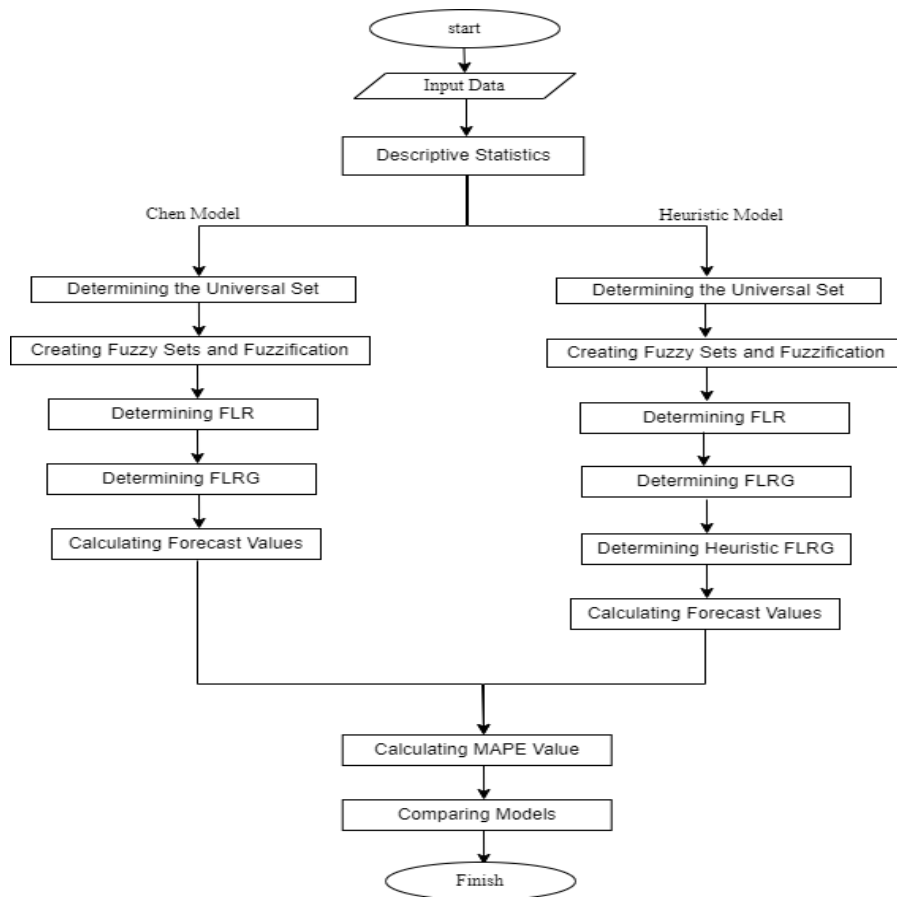 start
Input Data
Descriptive Statistics
Chen Model
Heuristic Model
Determining the Universal Set
Creating Fuzzy Sets and Fuzzification
Determining FLR
Determining FLRG
Calculating Forecast Values
Determining the Universal Set
Creating Fuzzy Sets and Fuzzification
Determining FLR
Determining FLRG
Determining Heuristic FLRG
Calculating Forecast Values
Calculating MAPE Value
Comparing Models
Finish